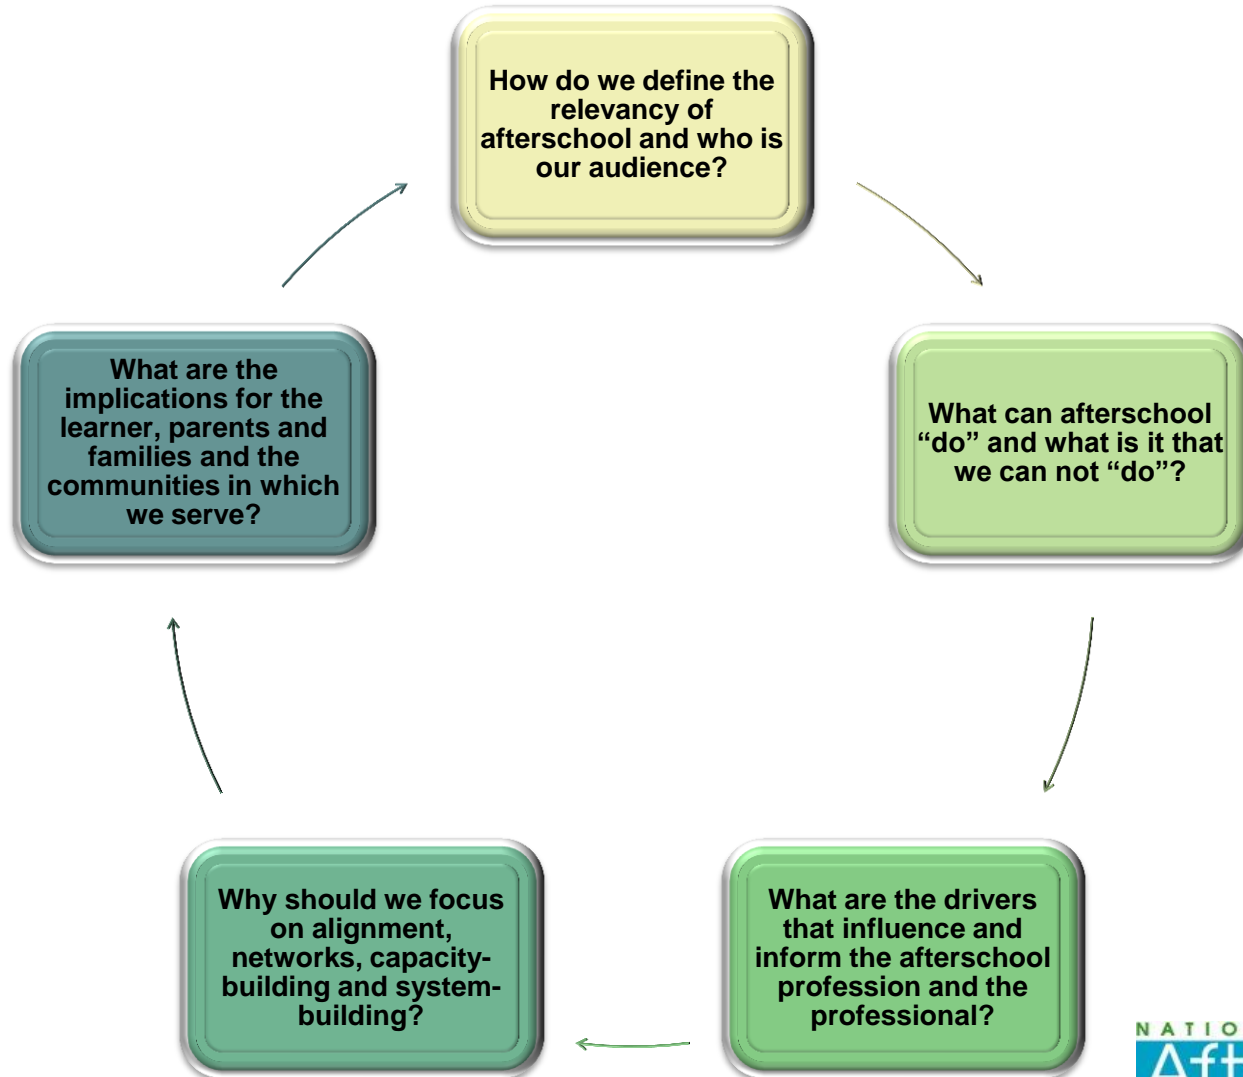 How do we define the
relevancy of
afterschool and who is
our audience?
What can afterschool
“do” and what is it that
we can not “do”?
What are the drivers
that influence and
inform the afterschool
profession and the
professional?
Why should we focus
on alignment,
networks, capacity-
building and system-
building?
What are the
implications for the
learner, parents and
families and the
communities in which
we serve?
NATIO
Aft